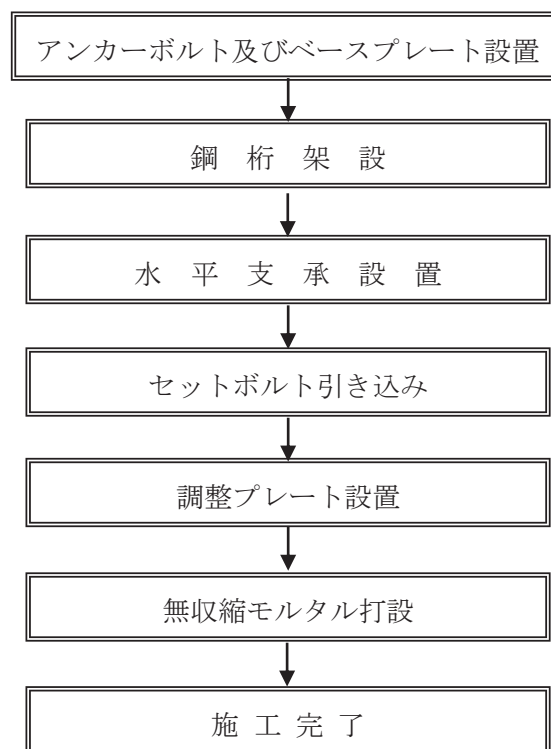 アンカーボルト及びベースプレート設置
鋼 桁 架 設
水 平 支 承 設 置
セットボルト引き込み
調整プレート設置
無収縮モルタル打設
施 工 完 了